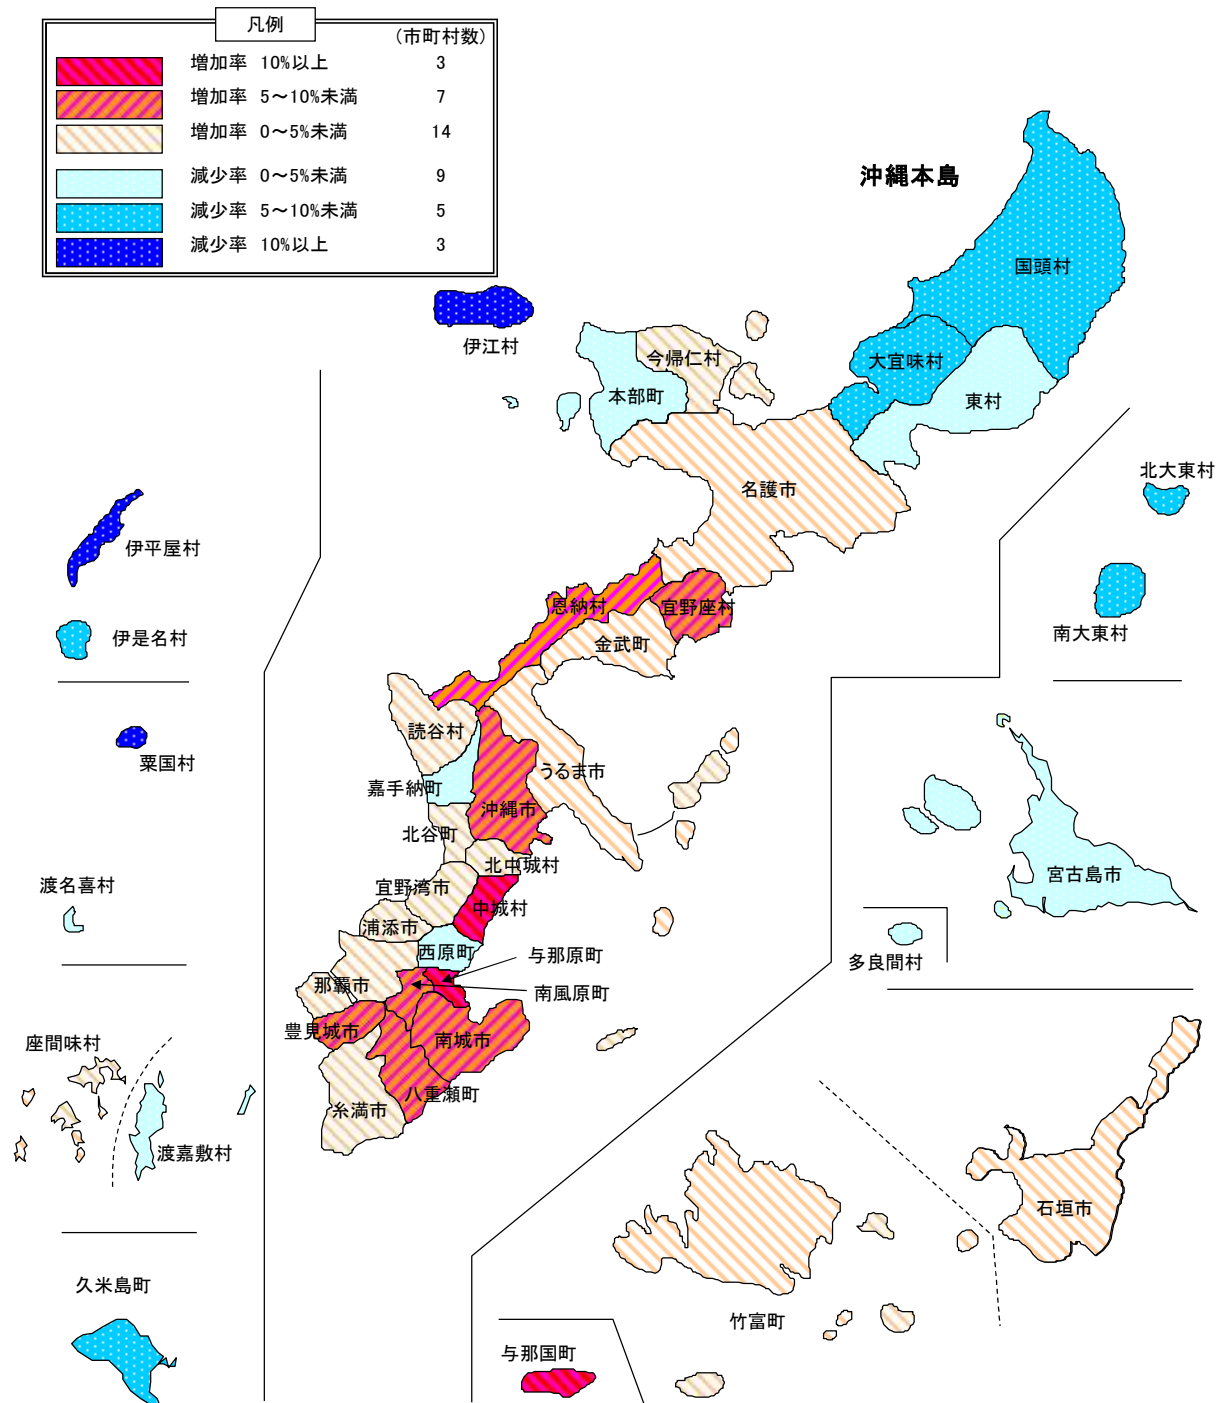 凡例
(市町村数)
増加率 10%以上 3
増加率 5～10%未満 7
増加率 0～5%未満 14
減少率 0～5%未満 9
減少率 5～10%未満 5
減少率 10%以上 3
沖縄本島
国頭村
伊江村
今帰仁村
大宜味村
本部町
東村
北大東村
名護市
伊平屋村
恩納村
宜野座村
南大東村
伊是名村
金武町
読谷村
粟国村
うるま市
嘉手納町
沖縄市
北谷町
北中城村
宮古島市
渡名喜村
宜野湾市
中城村
浦添市
西原町
与那原町
多良間村
那覇市
南風原町
豊見城市
南城市
座間味村
八重瀬町
糸満市
渡嘉敷村
石垣市
久米島町
竹富町
与那国町